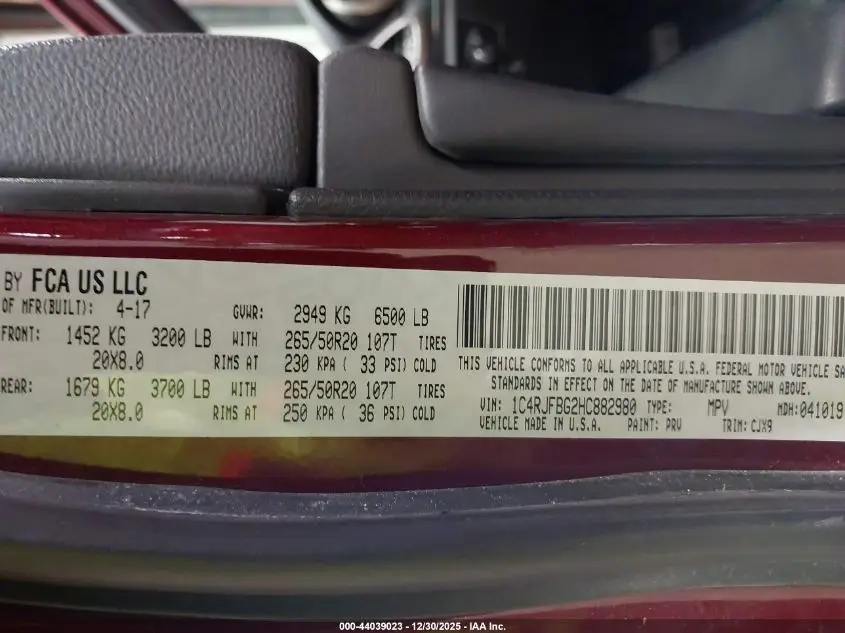 BY FCA US LLC
OF MFR(BUILT): 4-17 GVWR: 2949 KG 6500 LB
FRONT: 1452 KG 3200 LB WITH 265/50R20 107T TIRES
20X8.0 RIMS AT 230 KPA ( 33 PSI) COLD
REAR: 1679 KG 3700 LB WITH 265/50R20 107T TIRES
20X8.0 RIMS AT 250 KPA ( 36 PSI) COLD
THIS VEHICLE CONFORMS TO ALL APPLICABLE U.S.A. FEDERAL MOTOR VEHICLE SA
STANDARDS IN EFFECT ON THE DATE OF MANUFACTURE SHOWN ABOVE.
VIN: 1C4RJFBG2HC882980 TYPE: MPV MDH:041019
VEHICLE MADE IN U.S.A. PAINT: PRV TRIM: CJX9
000-44039023 - 12/30/2025 - IAA Inc.